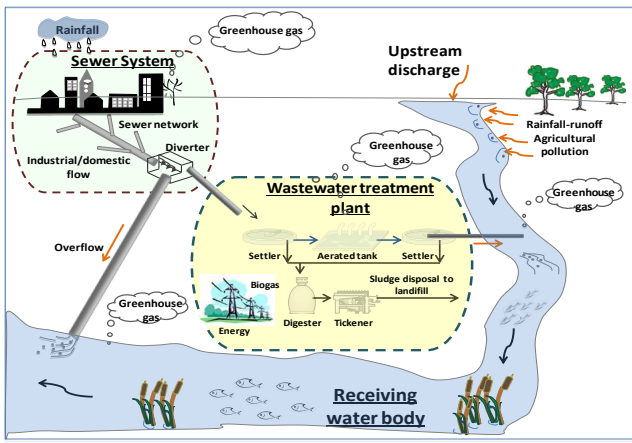 Rainfall
Greenhouse
gas
Sewer System
Upstream
discharge
Sewer network
Diverter
Industrial/domestic
flow
Rainfall-runoff
Agricultural
pollution
Greenhouse
gas
Greenhouse
gas
Wastewater treatment
plant
Overflow
Settler
Aerated tank
Settler
Sludge disposal to
landfill
Biogas
Energy
Digester
Tickener
Greenhouse
gas
Receiving
water body